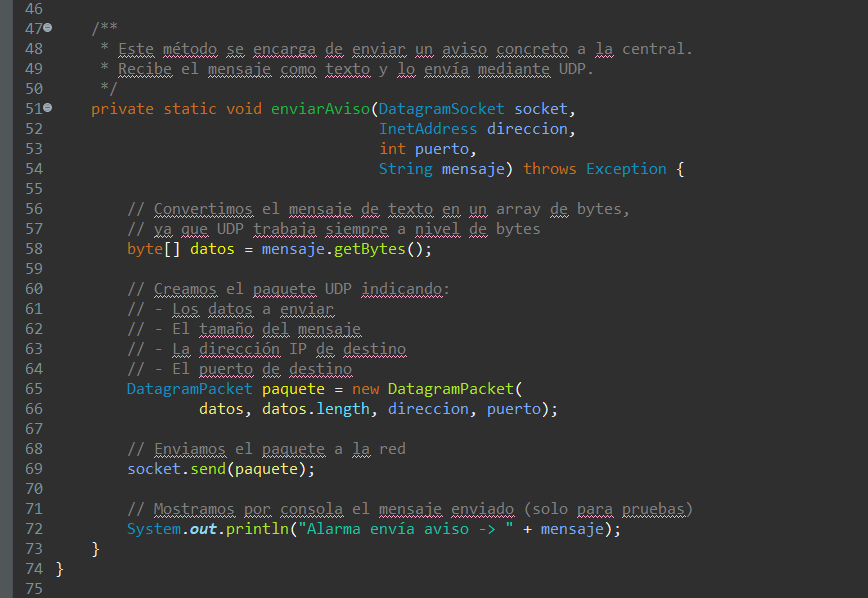 46
47 /**
48 * Este método se encarga de enviar un aviso concreto a la central.
49 * Recibe el mensaje como texto y lo envía mediante UDP.
50 */
51 private static void enviarAviso(DatagramSocket socket,
52 InetAddress direccion,
53 int puerto,
54 String mensaje) throws Exception {
55
56 // Convertimos el mensaje de texto en un array de bytes,
57 // ya que UDP trabaja siempre a nivel de bytes
58 byte[] datos = mensaje.getBytes();
59
60 // Creamos el paquete UDP indicando:
61 // - Los datos a enviar
62 // - El tamaño del mensaje
63 // - La dirección IP de destino
64 // - El puerto de destino
65 DatagramPacket paquete = new DatagramPacket(
66 datos, datos.length, direccion, puerto);
67
68 // Enviamos el paquete a la red
69 socket.send(paquete);
70
71 // Mostramos por consola el mensaje enviado (solo para pruebas)
72 System.out.println("Alarma envía aviso -> " + mensaje);
73 }
74 }
75